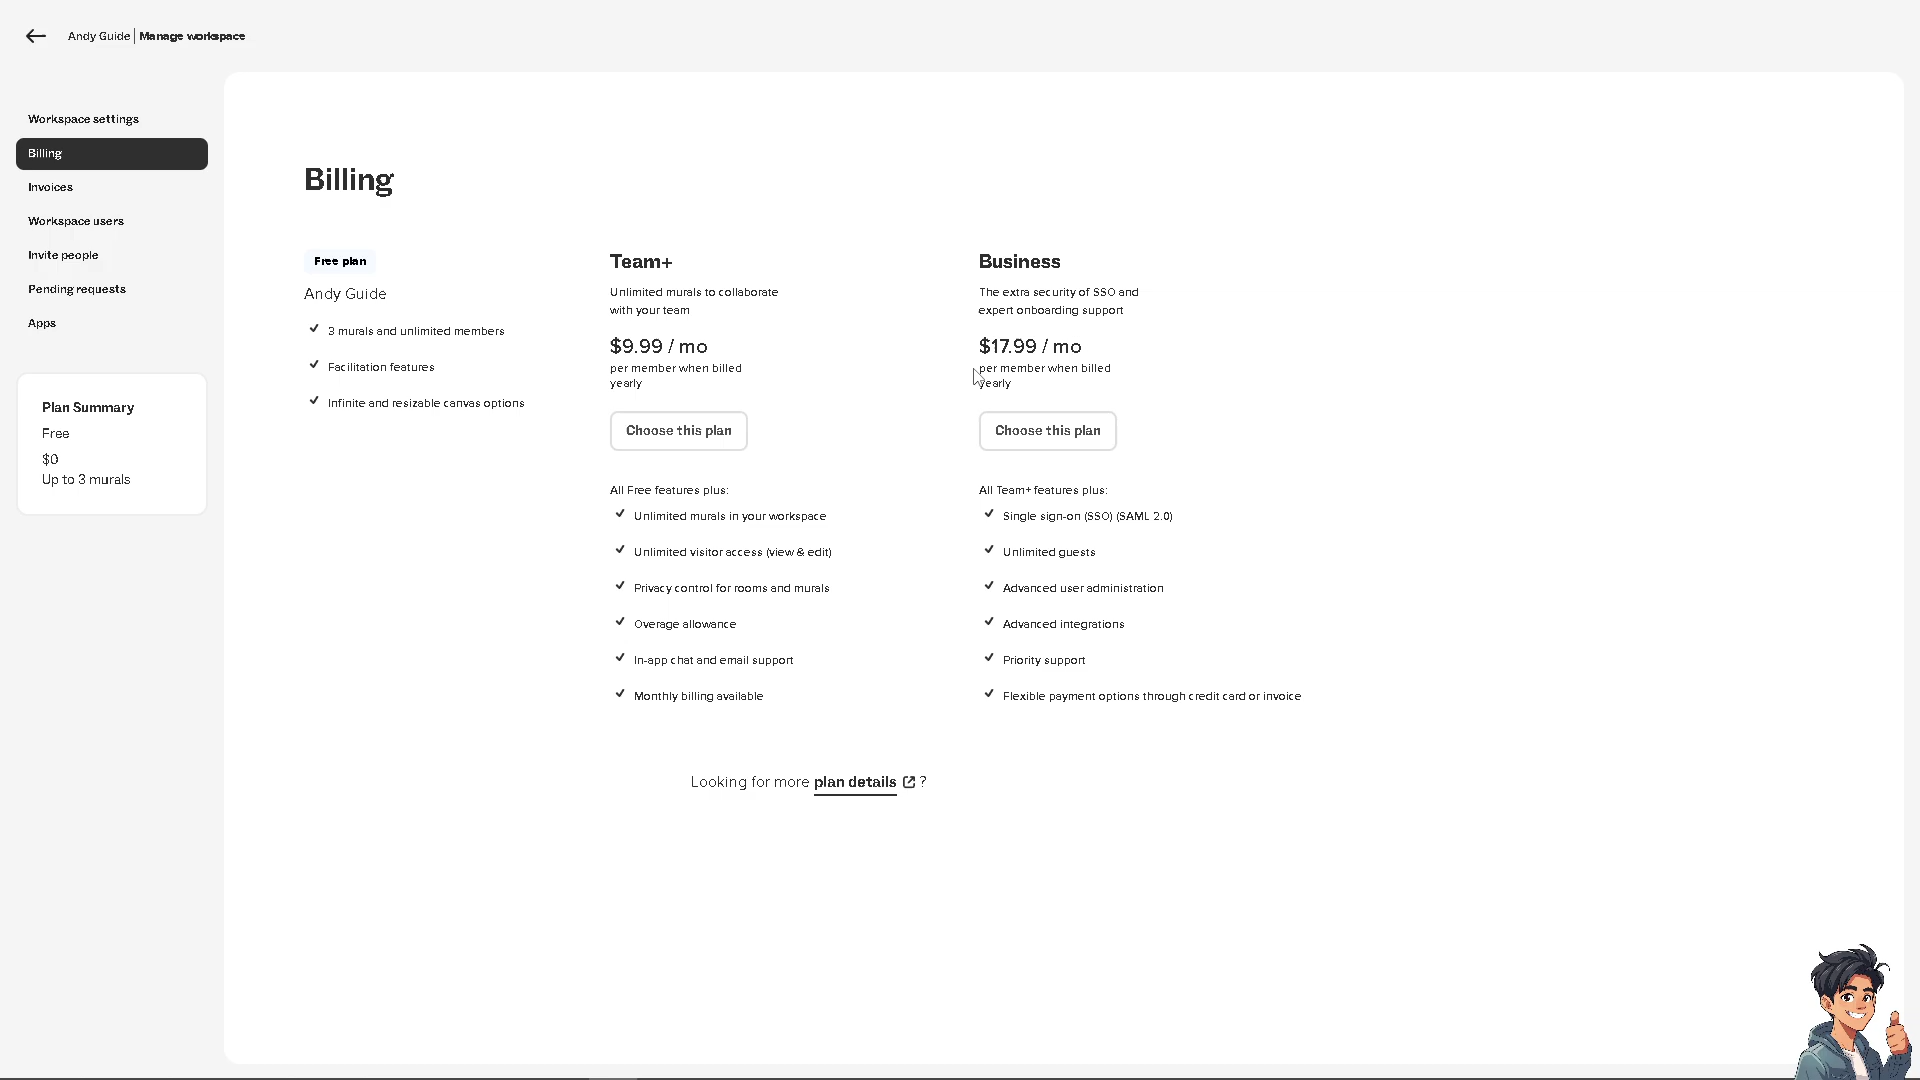 Andy Guide | Manage workspace
Workspace settings
Billing
Invoices
Workspace users
Invite people
Pending requests
Apps
Plan Summary
Free
$0
Up to 3 murals
Billing
Free plan
Andy Guide
3 murals and unlimited members
Facilitation features
Infinite and resizable canvas options
Team+
Unlimited murals to collaborate
with your team
$9.99 / mo
per member when billed
yearly
Choose this plan
All Free features plus:
Unlimited murals in your workspace
Unlimited visitor access (view & edit)
Privacy control for rooms and murals
Overage allowance
In-app chat and email support
Monthly billing available
Business
The extra security of SSO and
expert onboarding support
$17.99 / mo
per member when billed
yearly
Choose this plan
All Team+ features plus:
Single sign-on (SSO) (SAML 2.0)
Unlimited guests
Advanced user administration
Advanced integrations
Priority support
Flexible payment options through credit card or invoice
Looking for more plan details ?